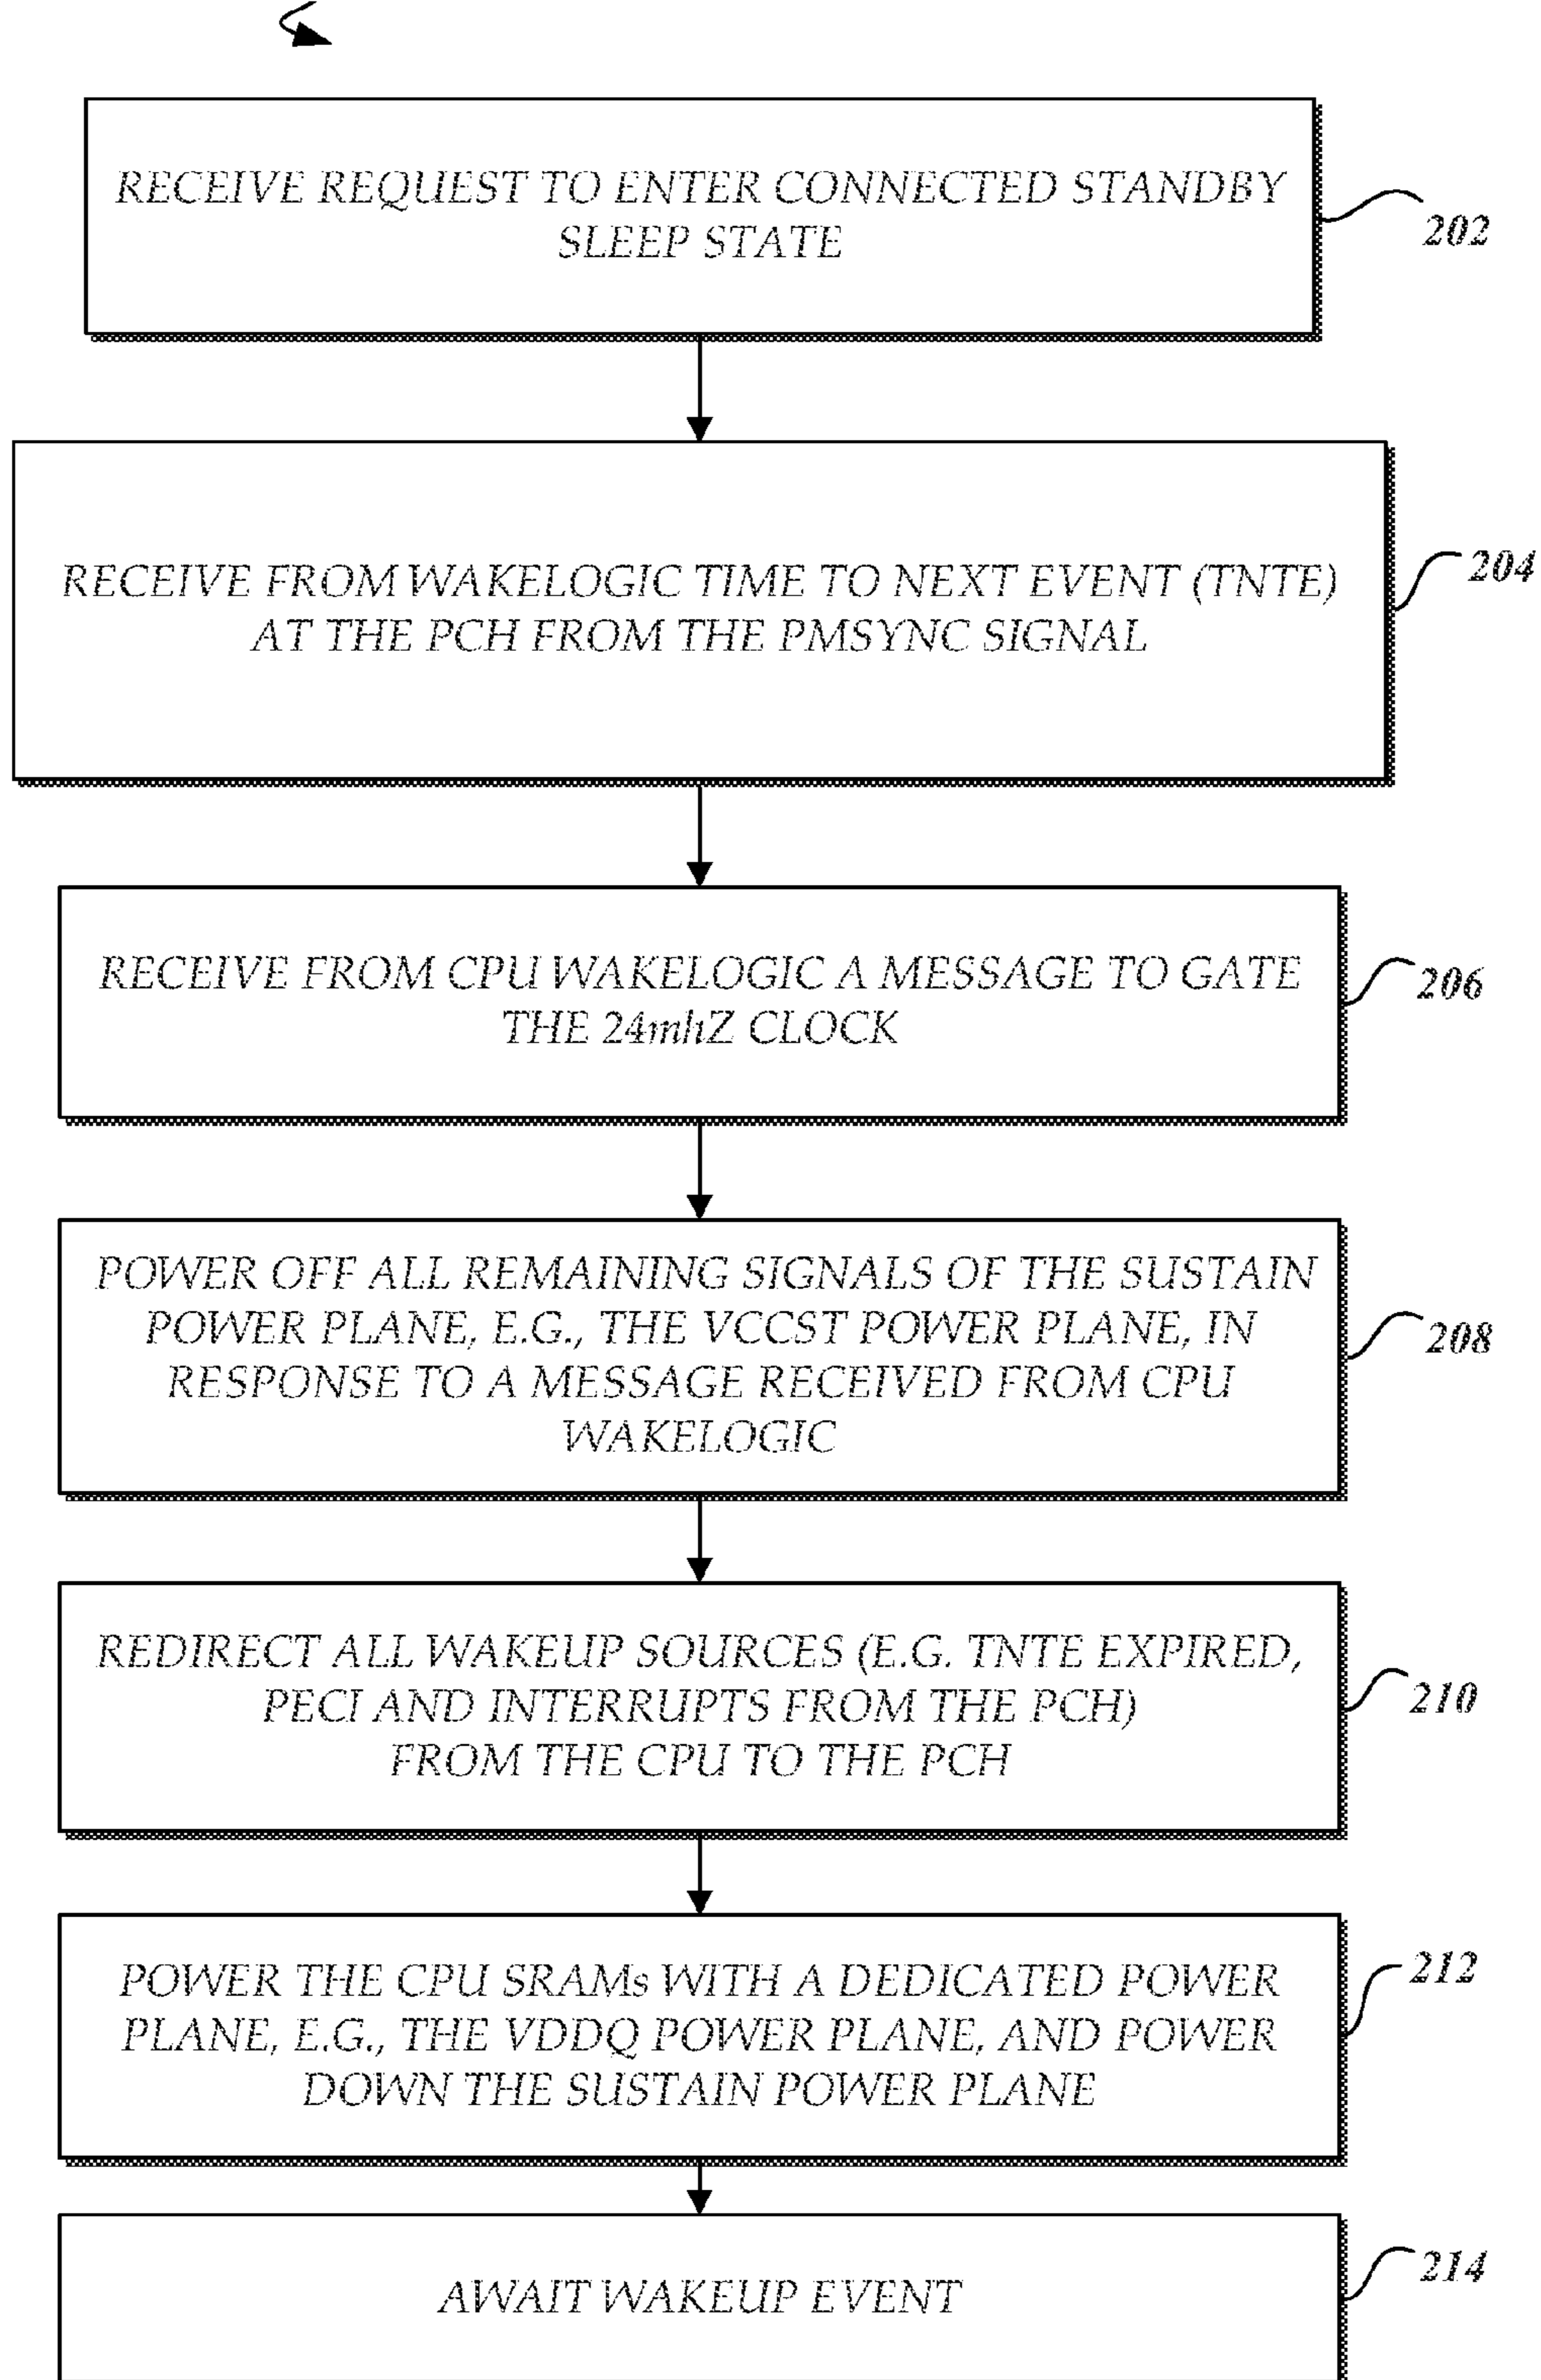 RECEIVE REQUEST TO ENTER CONNECTED STANDBY
SLEEP STATE
202
RECEIVE FROM WAKELOGIC TIME TO NEXT EVENT (TNTE)
AT THE PCH FROM THE PMSYNC SIGNAL
204
RECEIVE FROM CPU WAKELOGIC A MESSAGE TO GATE
THE 24mhZ CLOCK
206
POWER OFF ALL REMAINING SIGNALS OF THE SUSTAIN
POWER PLANE, E.G., THE VCCST POWER PLANE, IN
RESPONSE TO A MESSAGE RECEIVED FROM CPU
WAKELOGIC
208
REDIRECT ALL WAKEUP SOURCES (E.G. TNTE EXPIRED,
PECI AND INTERRUPTS FROM THE PCH)
FROM THE CPU TO THE PCH
210
POWER THE CPU SRAMs WITH A DEDICATED POWER
PLANE, E.G., THE VDDQ POWER PLANE, AND POWER
DOWN THE SUSTAIN POWER PLANE
212
AWAIT WAKEUP EVENT
214